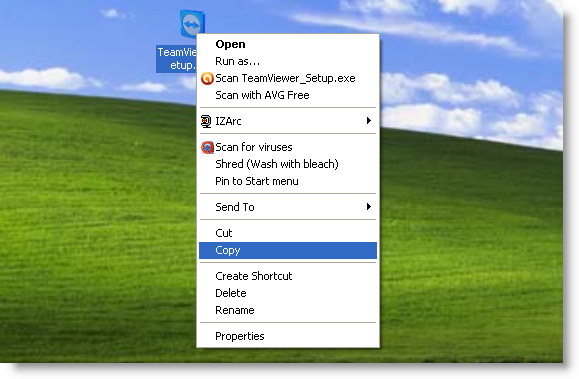 TeamVie
etup.
Open
Run as...
Scan TeamViewer_Setup.exe
Scan with AVG Free
IZArc
Scan for viruses
Shred (Wash with bleach)
Pin to Start menu
Send To
Cut
Copy
Create Shortcut
Delete
Rename
Properties